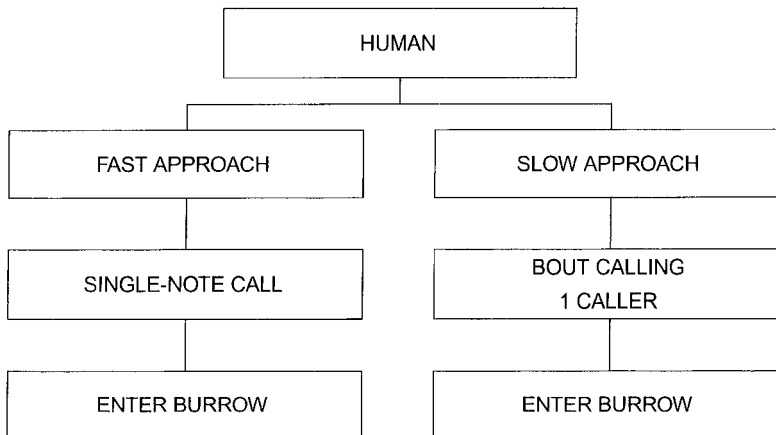 HUMAN
FAST APPROACH
SLOW APPROACH
SINGLE-NOTE CALL
BOUT CALLING
1 CALLER
ENTER BURROW
ENTER BURROW